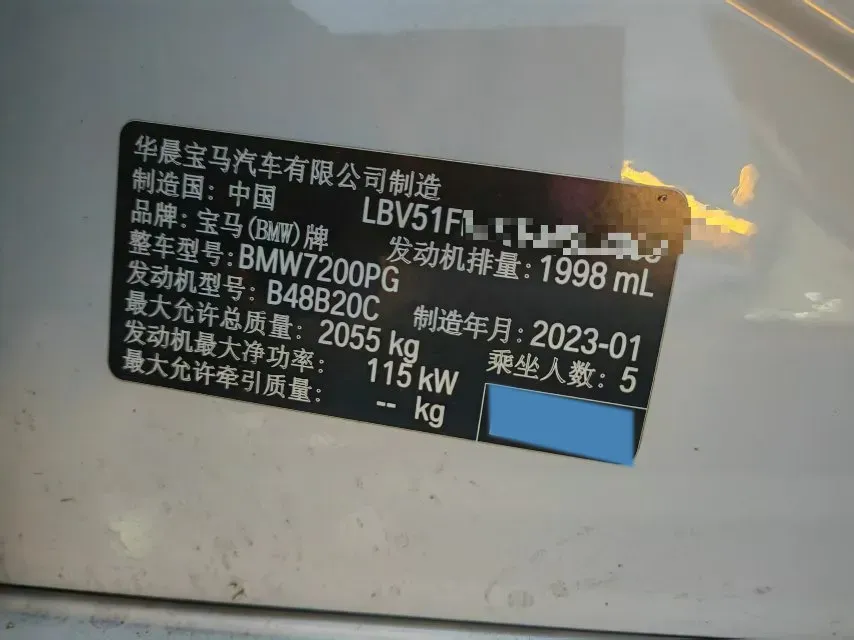 华晨宝马汽车有限公司制造
制造国：中国
LBV51F
品牌：宝马(BMW)牌
发动机排量：1998 mL
整车型号：BMW7200PG
发动机型号：B48B20C
制造年月：2023-01
最大允许总质量：2055 kg
乘坐人数：5
发动机最大净功率：115 kW
最大允许牵引质量：-- kg